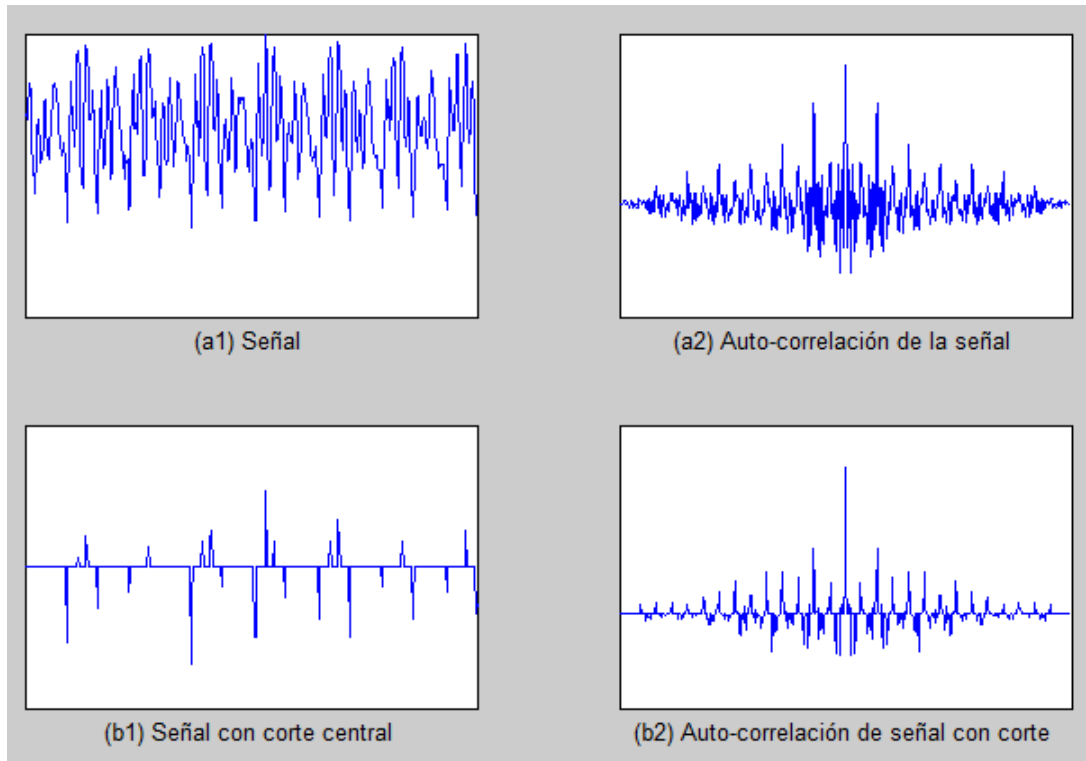 (a1) Señal
(a2) Auto-correlación de la señal
(b1) Señal con corte central
(b2) Auto-correlación de señal con corte